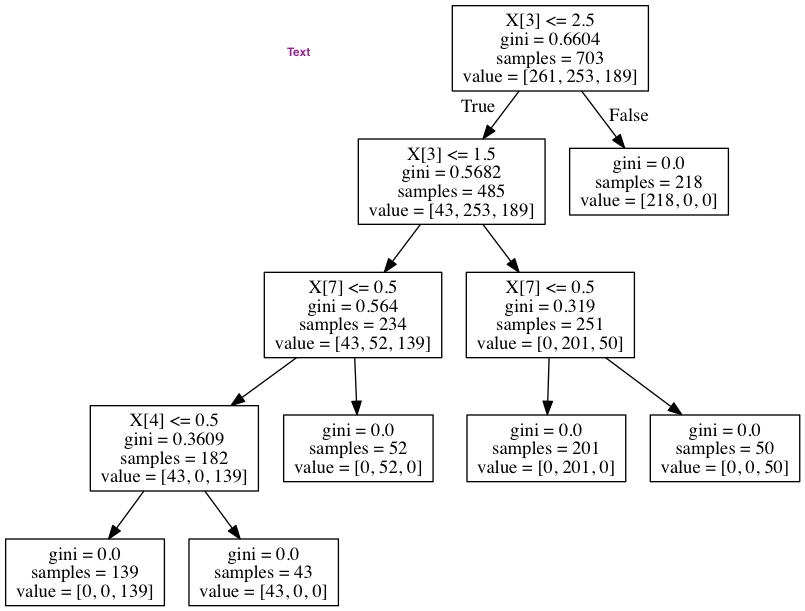 Text
X[3] <= 2.5
gini = 0.6604
samples = 703
value = [261, 253, 189]
True
False
X[3] <= 1.5
gini = 0.5682
samples = 485
value = [43, 253, 189]
gini = 0.0
samples = 218
value = [218, 0, 0]
X[7] <= 0.5
gini = 0.564
samples = 234
value = [43, 52, 139]
X[7] <= 0.5
gini = 0.319
samples = 251
value = [0, 201, 50]
X[4] <= 0.5
gini = 0.3609
samples = 182
value = [43, 0, 139]
gini = 0.0
samples = 52
value = [0, 52, 0]
gini = 0.0
samples = 201
value = [0, 201, 0]
gini = 0.0
samples = 50
value = [0, 0, 50]
gini = 0.0
samples = 139
value = [0, 0, 139]
gini = 0.0
samples = 43
value = [43, 0, 0]